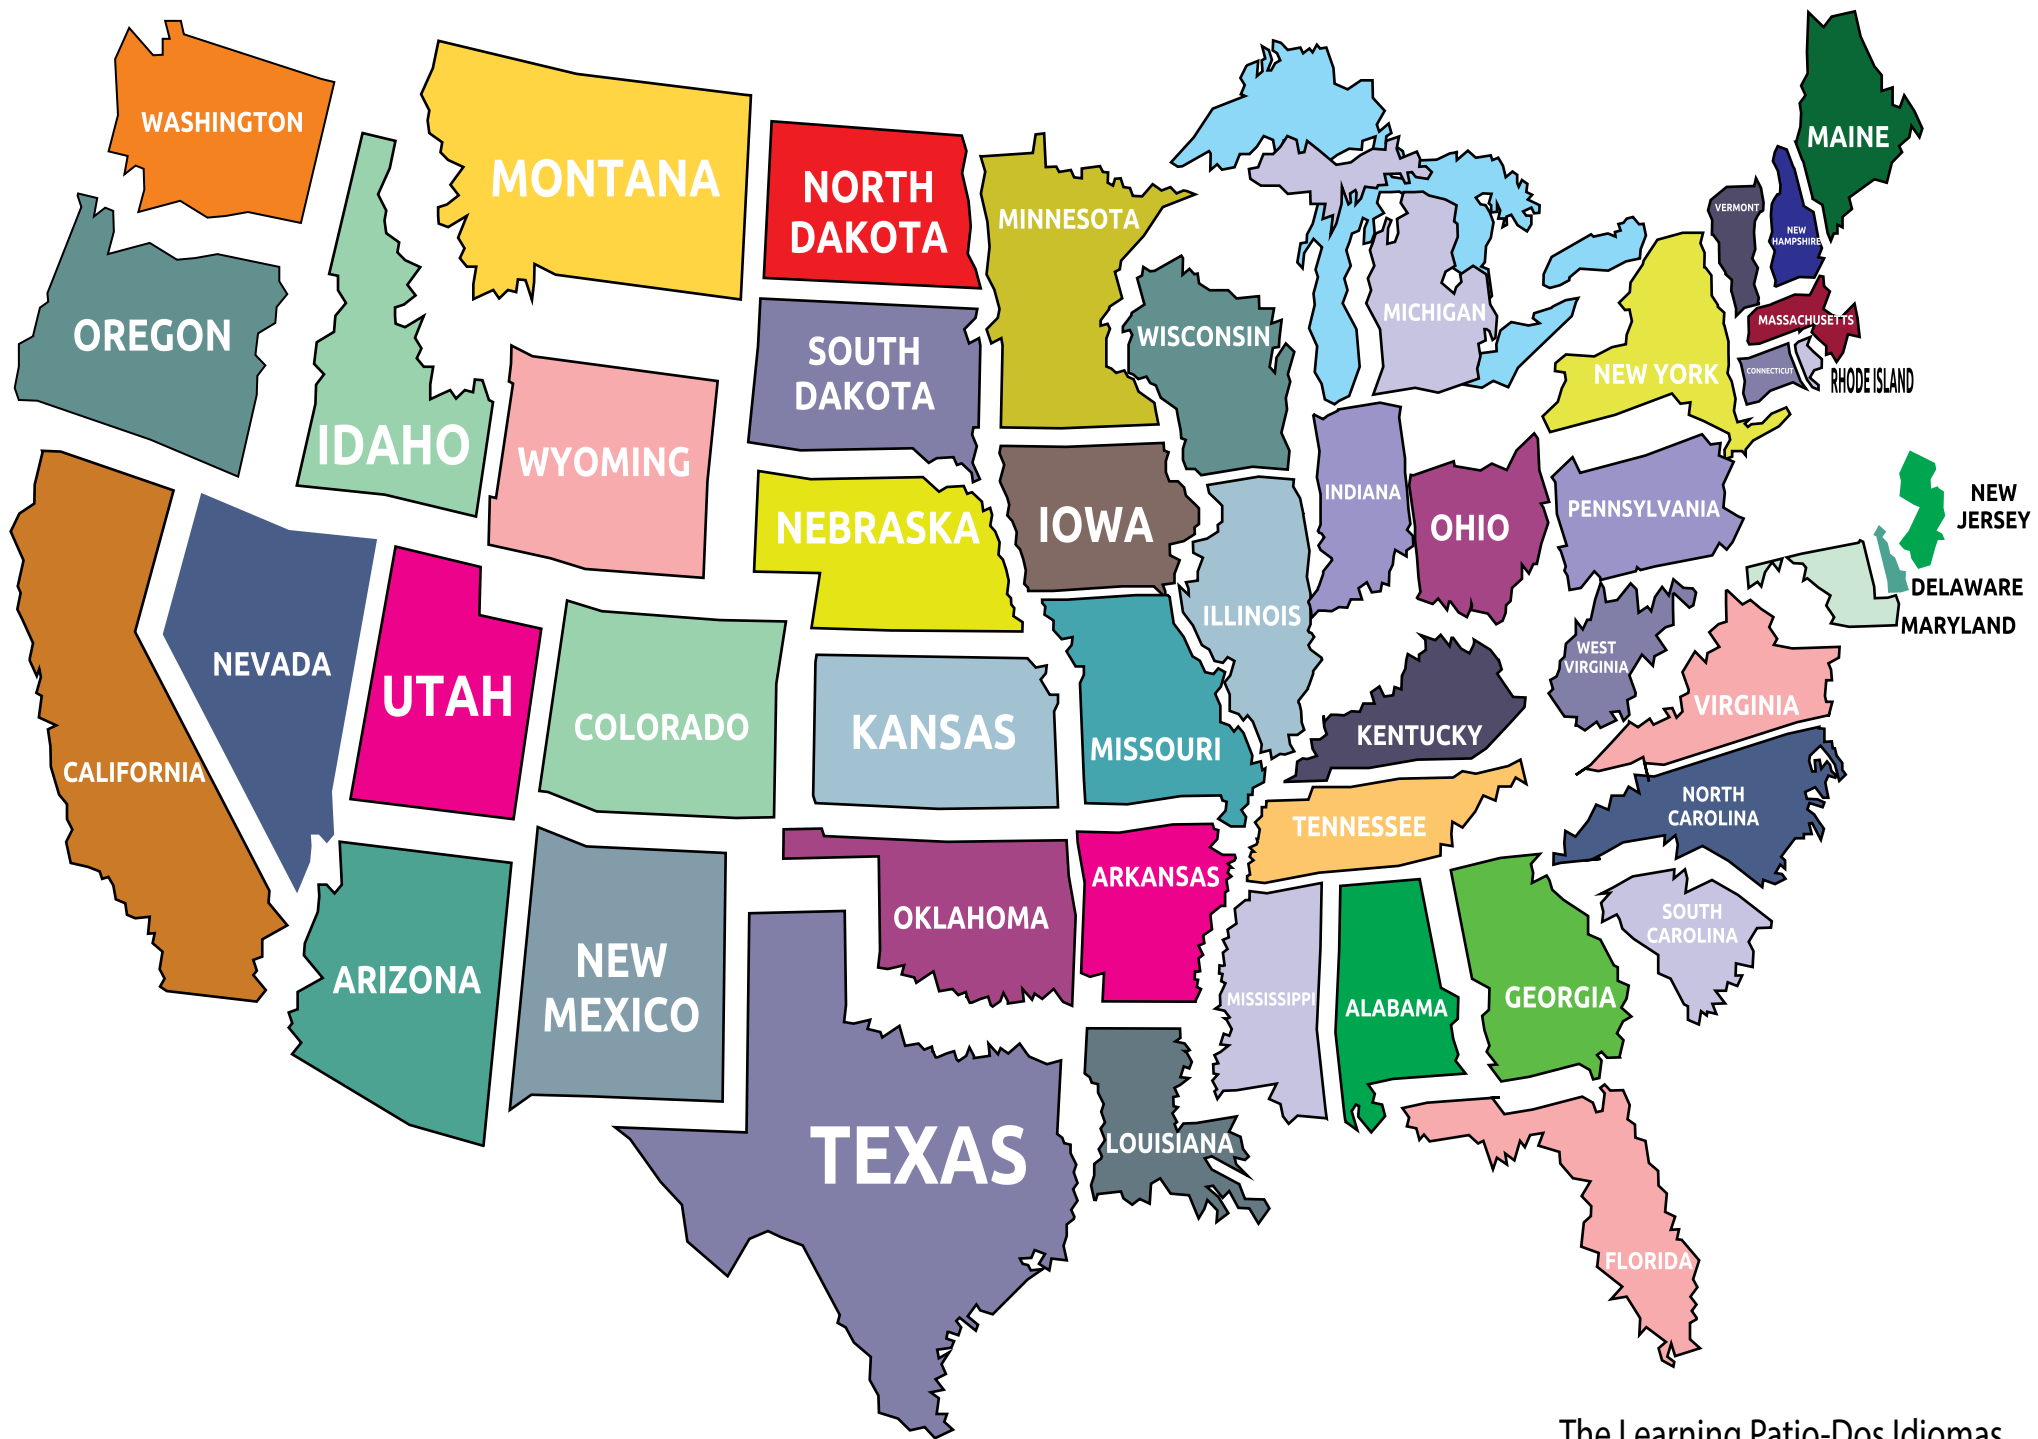 WASHINGTON
MONTANA
NORTH
DAKOTA
MINNESOTA
MAINE
VERMONT
NEW
HAMPSHIRE
OREGON
IDAHO
SOUTH
DAKOTA
WISCONSIN
MICHIGAN
MASSACHUSETTS
NEW YORK
CONNECTICUT
RHODE ISLAND
WYOMING
NEBRASKA
IOWA
INDIANA
OHIO
PENNSYLVANIA
NEW
JERSEY
DELAWARE
MARYLAND
ILLINOIS
WEST
VIRGINIA
VIRGINIA
NEVADA
UTAH
COLORADO
KANSAS
MISSOURI
KENTUCKY
CALIFORNIA
TENNESSEE
NORTH
CAROLINA
ARIZONA
NEW
MEXICO
OKLAHOMA
ARKANSAS
SOUTH
CAROLINA
MISSISSIPPI
ALABAMA
GEORGIA
TEXAS
LOUISIANA
FLORIDA
The Learning Patio-Dos Idiomas